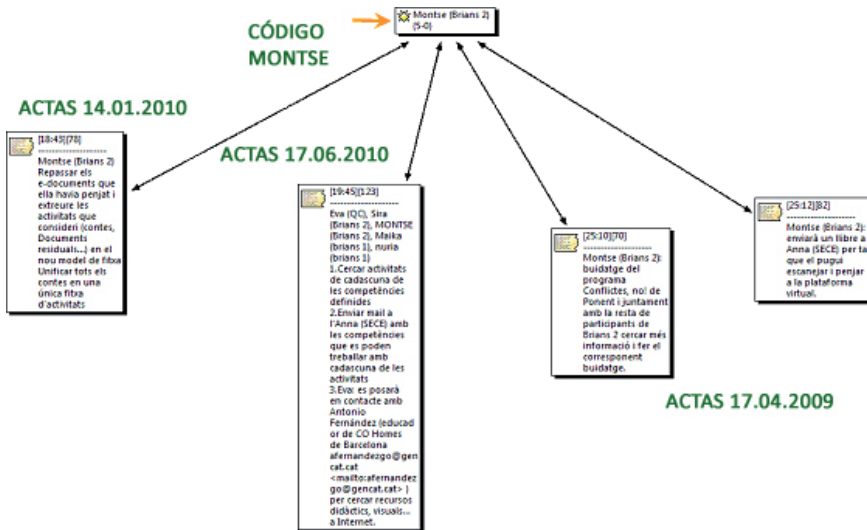 CÓDIGO
MONTSE
Montse (Brians 2)
(5-0)
ACTAS 14.01.2010
[18:43][78]
--------------------
Montse (Brians 2)
Repassar els
e-documents que
ella havia penjat i
extreure les
activitats que
consideri (contes,
Documents
residuals...) en el
nou model de fitxa
Unificar tots els
contes en una
única fitxa
d'activitats
ACTAS 17.06.2010
[19:45][123]
--------------------
Eva (QC), Sira
(Brians 2), MONTSE
(Brians 2), Maika
(brians 1), nuria
(brians 1)
1.Cercar activitats
de cadascuna de
les competències
definides
2.Enviar mail a
l'Anna (SECE) amb
les competències
que es poden
treballar amb
cadascuna de les
activitats
3.Eva: es posarà
en contacte amb
Antonio
Fernández (educad
or de CO Homes
de Barcelona
afernandezgo@gen
cat.cat
<mailto:afernandez
go@gencat.cat> )
per cercar recursos
didàctics, visuals...
a Internet.
[25:10][70]
--------------------
Montse (Brians 2):
buidatge del
programa
Conflictes, no! de
Ponent i juntament
amb la resta de
participants de
Brians 2 cercar més
informació i fer el
corresponent
buidatge.
[25:12][82]
--------------------
Montse (Brians 2):
enviarà un llibre a
Anna (SECE) per ta
que el pugui
escanejar i penjar
a la plataforma
virtual.
ACTAS 17.04.2009